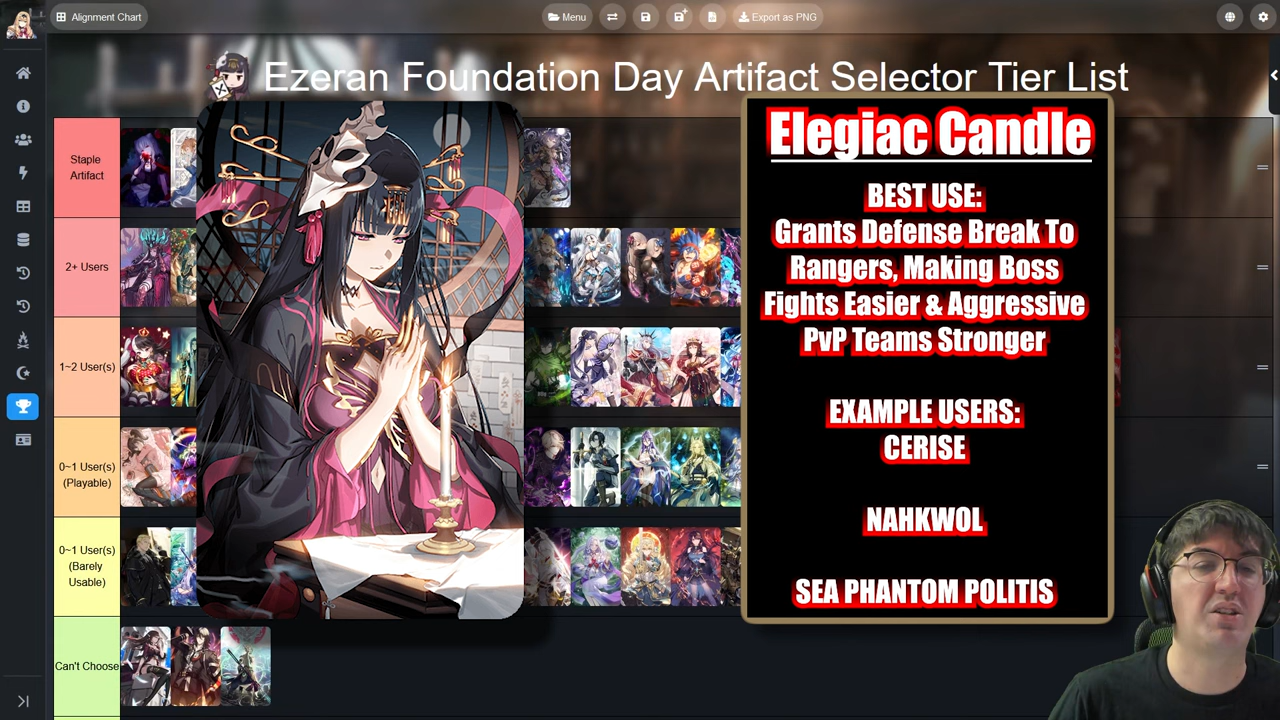 Alignment Chart
Menu
Export as PNG
Ezeran Foundation Day Artifact Selector Tier List
Staple
Artifact
2+ Users
1~2 User(s)
0~1 User(s)
(Playable)
0~1 User(s)
(Barely
Usable)
Can't Choose
Elegiac Candle
BEST USE:
Grants Defense Break To
Rangers, Making Boss
Fights Easier & Aggressive
PvP Teams Stronger
EXAMPLE USERS:
CERISE
NAHKWOL
SEA PHANTOM POLITIS